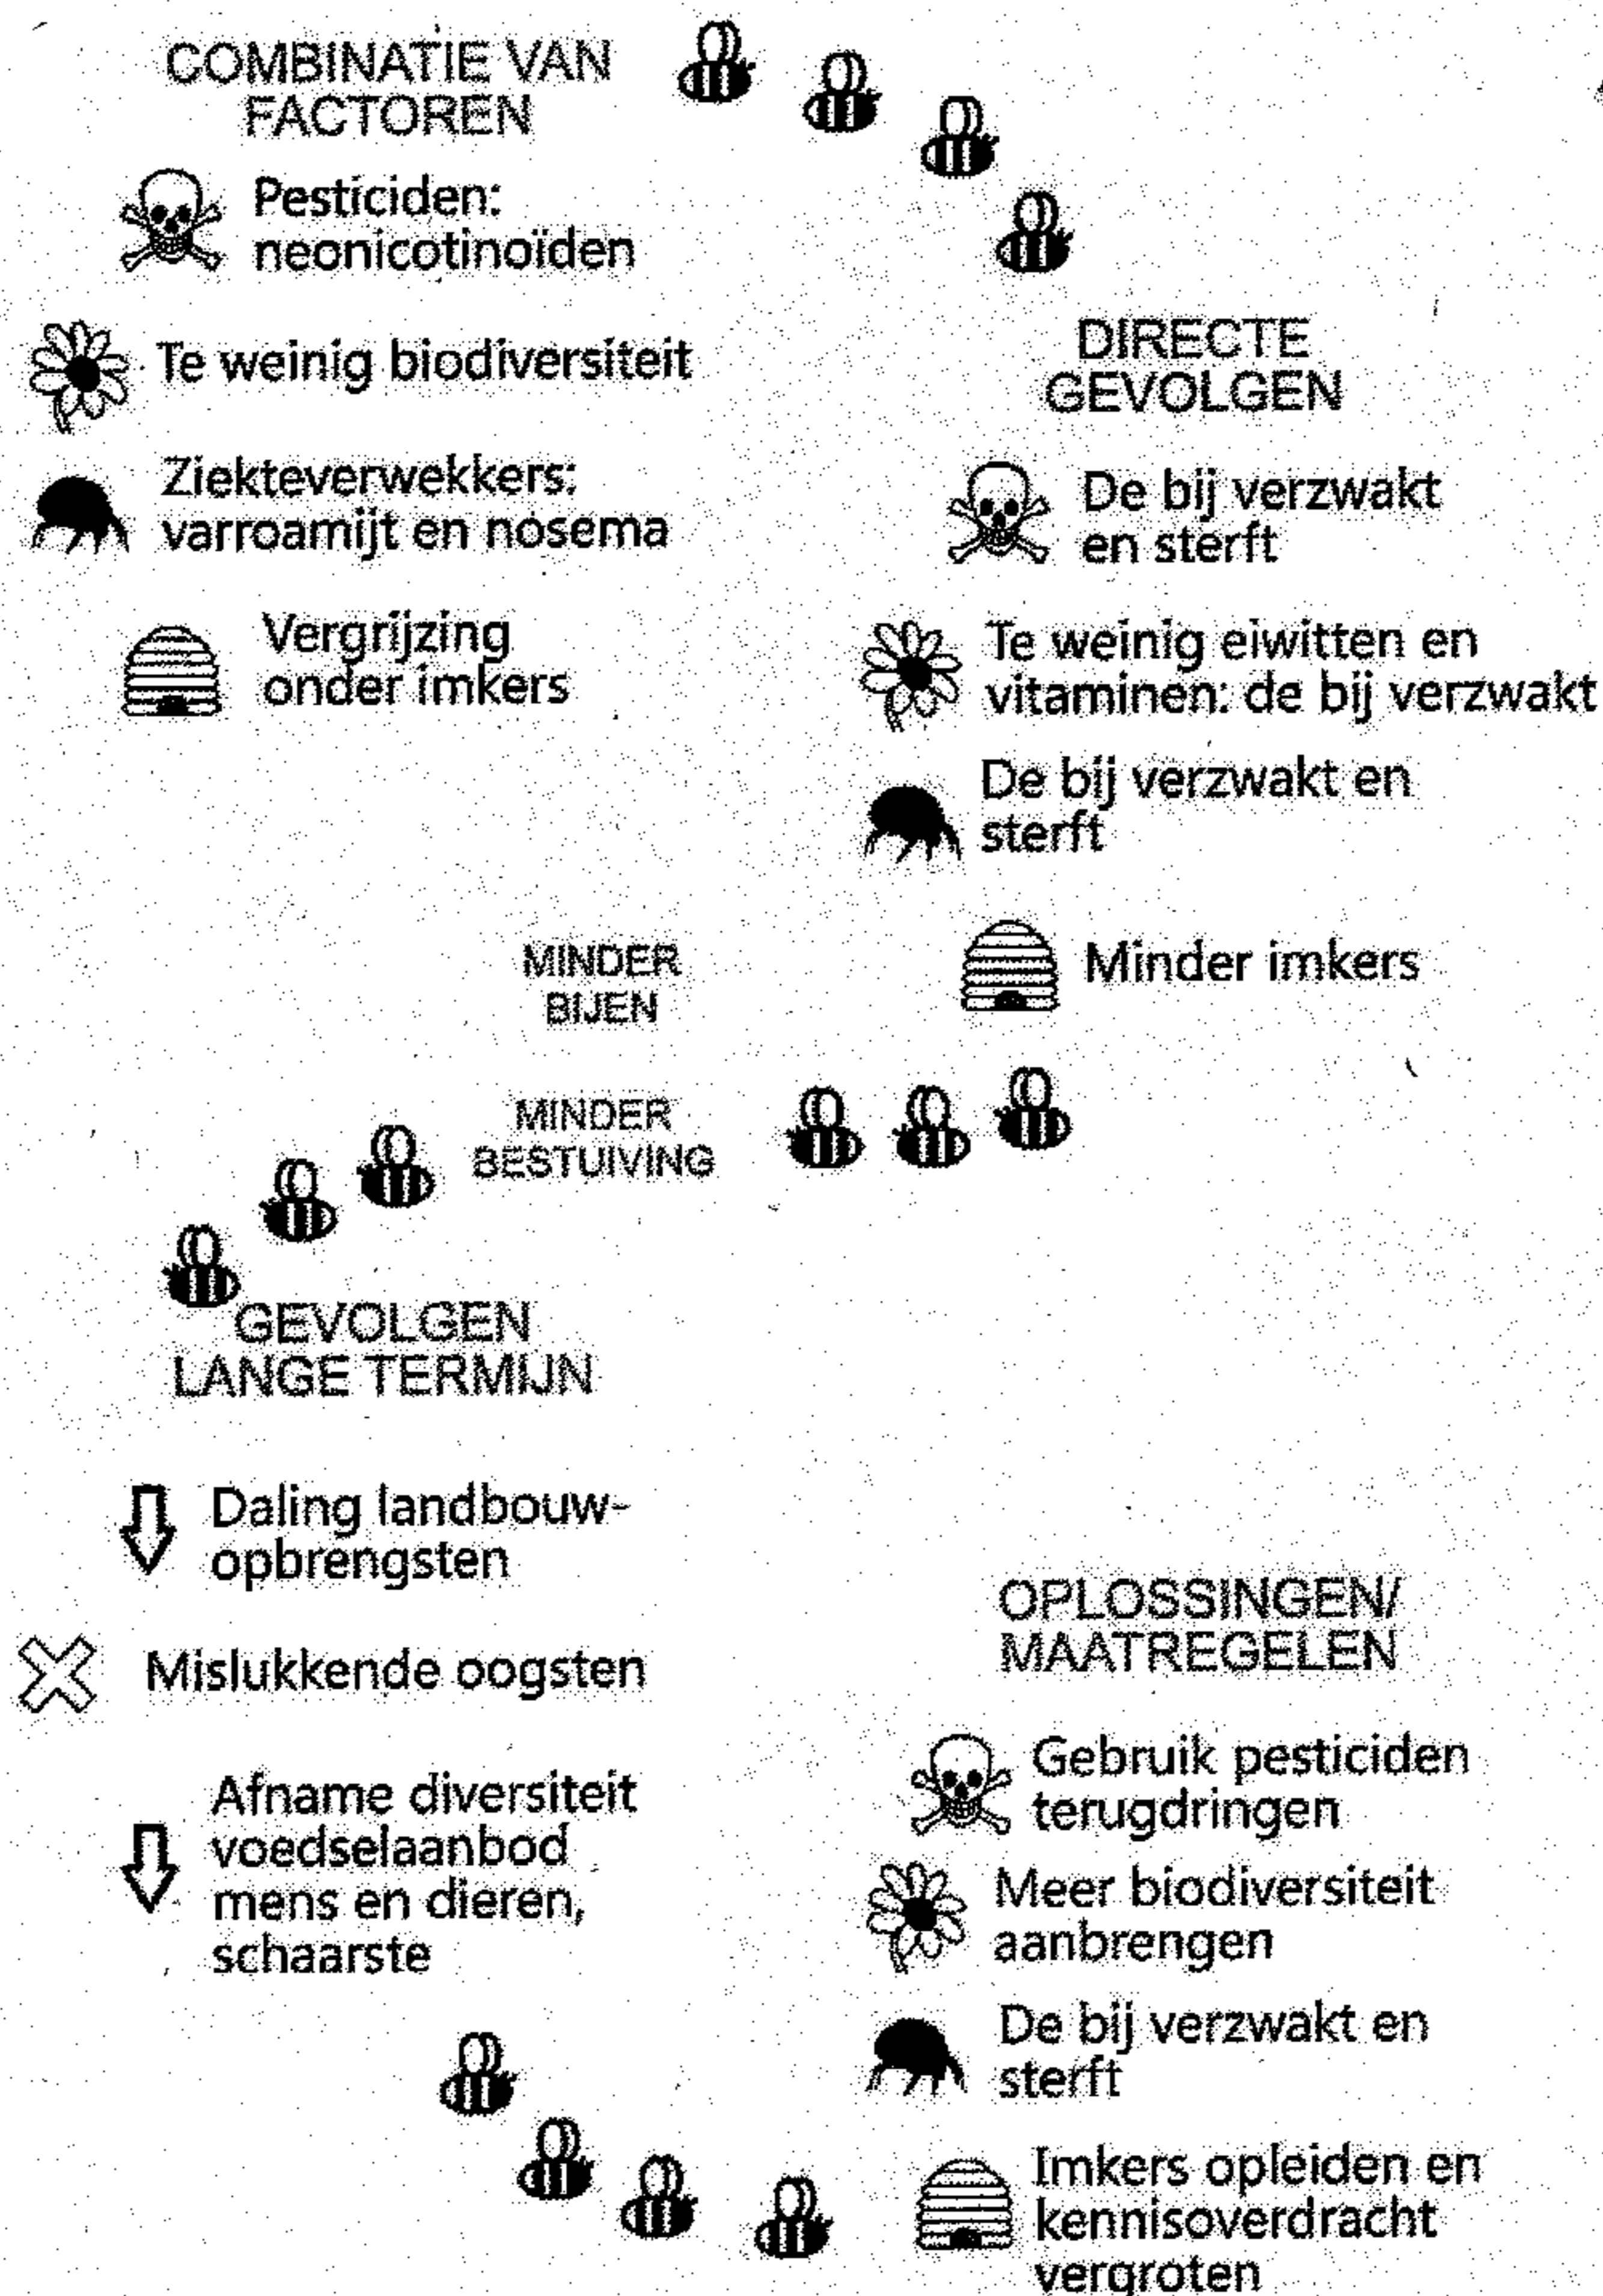 COMBINATIE VAN
FACTOREN
Pesticiden:
neonicotinoïden
Te weinig biodiversiteit
Ziekteverwekkers:
varroamijt en nosema
Vergrijzing
onder imkers
DIRECTE
GEVOLGEN
De bij verzwakt
en sterft
Te weinig eiwitten en
vitaminen: de bij verzwakt
De bij verzwakt en
sterft
Minder imkers
MINDER
BIJEN
MINDER
BESTUIVING
GEVOLGEN
LANGE TERMIJN
Daling landbouw-
opbrengsten
Mislukkende oogsten
Afname diversiteit
voedselaanbod
mens en dieren,
schaarste
OPLOSSINGEN/
MAATREGELEN
Gebruik pesticiden
terugdringen
Meer biodiversiteit
aanbrengen
De bij verzwakt en
sterft
Imkers opleiden en
kennisoverdracht
vergroten